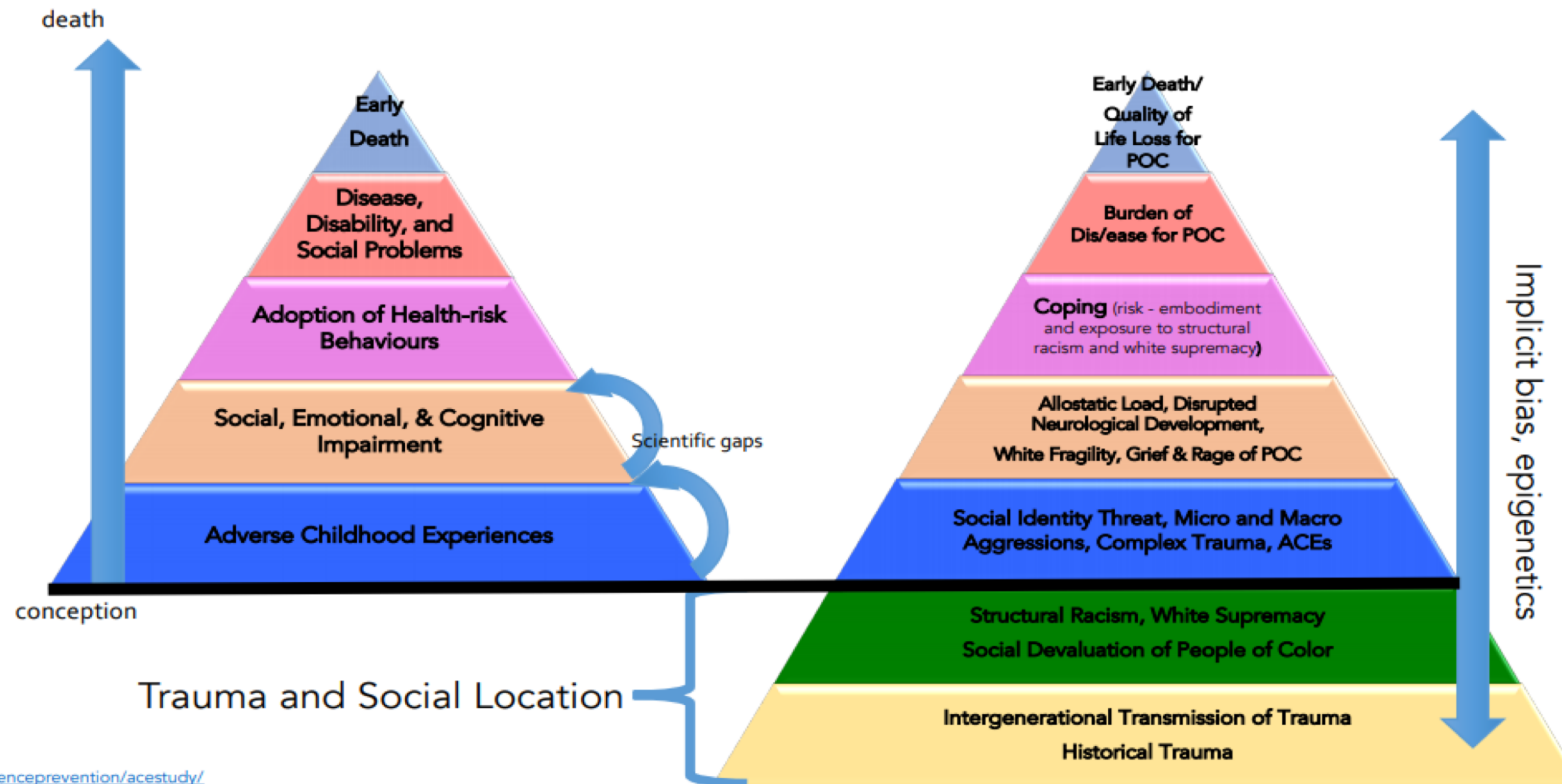 death
Early
Death
Disease,
Disability, and
Social Problems
Adoption of Health-risk
Behaviours
Social, Emotional, & Cognitive
Impairment
Scientific gaps
Adverse Childhood Experiences
conception
Early Death/
Quality of
Life Loss for
POC
Burden of
Dis/ease for POC
Coping (risk - embodiment
and exposure to structural
racism and white supremacy)
Allostatic Load, Disrupted
Neurological Development,
White Fragility, Grief & Rage of POC
Social Identity Threat, Micro and Macro
Aggressions, Complex Trauma, ACEs
Structural Racism, White Supremacy
Social Devaluation of People of Color
Intergenerational Transmission of Trauma
Historical Trauma
Implicit bias, epigenetics
Trauma and Social Location
enceprevention/acestudy/